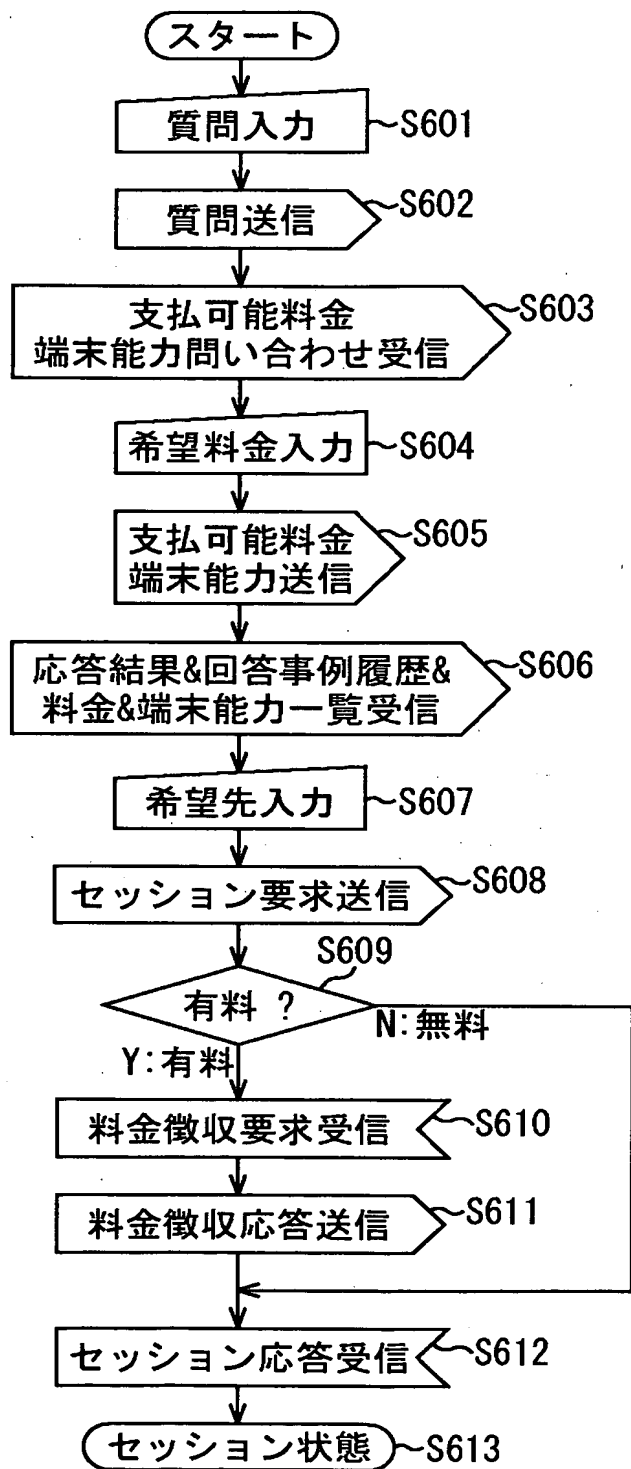 スタート
質問入力
S601
質問送信
S602
支払可能料金
端末能力問い合わせ受信
S603
希望料金入力
S604
支払可能料金
端末能力送信
S605
応答結果&回答事例履歴&
料金&端末能力一覧受信
S606
希望先入力
S607
セッション要求送信
S608
S609
有料 ?
N:無料
Y:有料
料金徴収要求受信
S610
料金徴収応答送信
S611
セッション応答受信
S612
セッション状態
S613